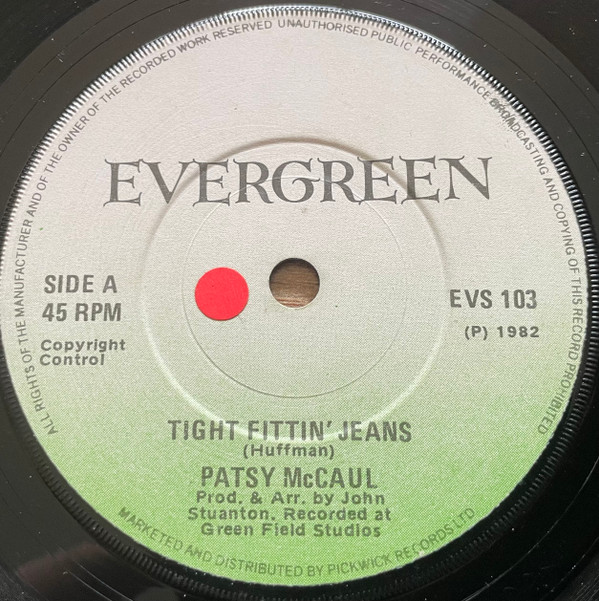 ALL RIGHTS OF THE MANUFACTURER AND OF THE OWNER OF THE RECORDED WORK RESERVED UNAUTHORISED PUBLIC PERFORMANCE BROADCASTING AND COPYING OF THIS RECORD PROHIBITED
EVERGREEN
SIDE A
45 RPM
Copyright
Control
EVS 103
(P) 1982
TIGHT FITTIN' JEANS
(Huffman)
PATSY McCAUL
Prod. & Arr. by John
Stuanton, Recorded at
Green Field Studios
MARKETED AND DISTRIBUTED BY PICKWICK RECORDS LTD